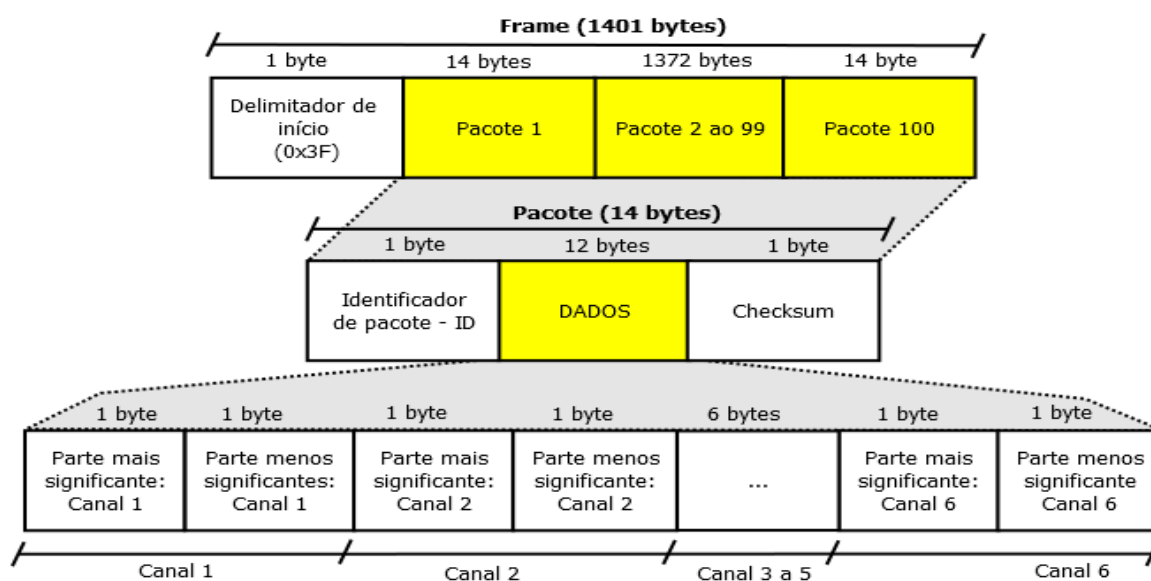 Frame (1401 bytes)
1 byte
14 bytes
1372 bytes
14 byte
Delimitador de
início
(0x3F)
Pacote 1
Pacote 2 ao 99
Pacote 100
Pacote (14 bytes)
1 byte
12 bytes
1 byte
Identificador
de pacote - ID
DADOS
Checksum
1 byte
1 byte
1 byte
1 byte
6 bytes
1 byte
1 byte
Parte mais
significante:
Canal 1
Parte menos
significantes:
Canal 1
Parte mais
significante:
Canal 2
Parte menos
significante:
Canal 2
...
Parte mais
significante:
Canal 6
Parte menos
significante
Canal 6
Canal 1
Canal 2
Canal 3 a 5
Canal 6